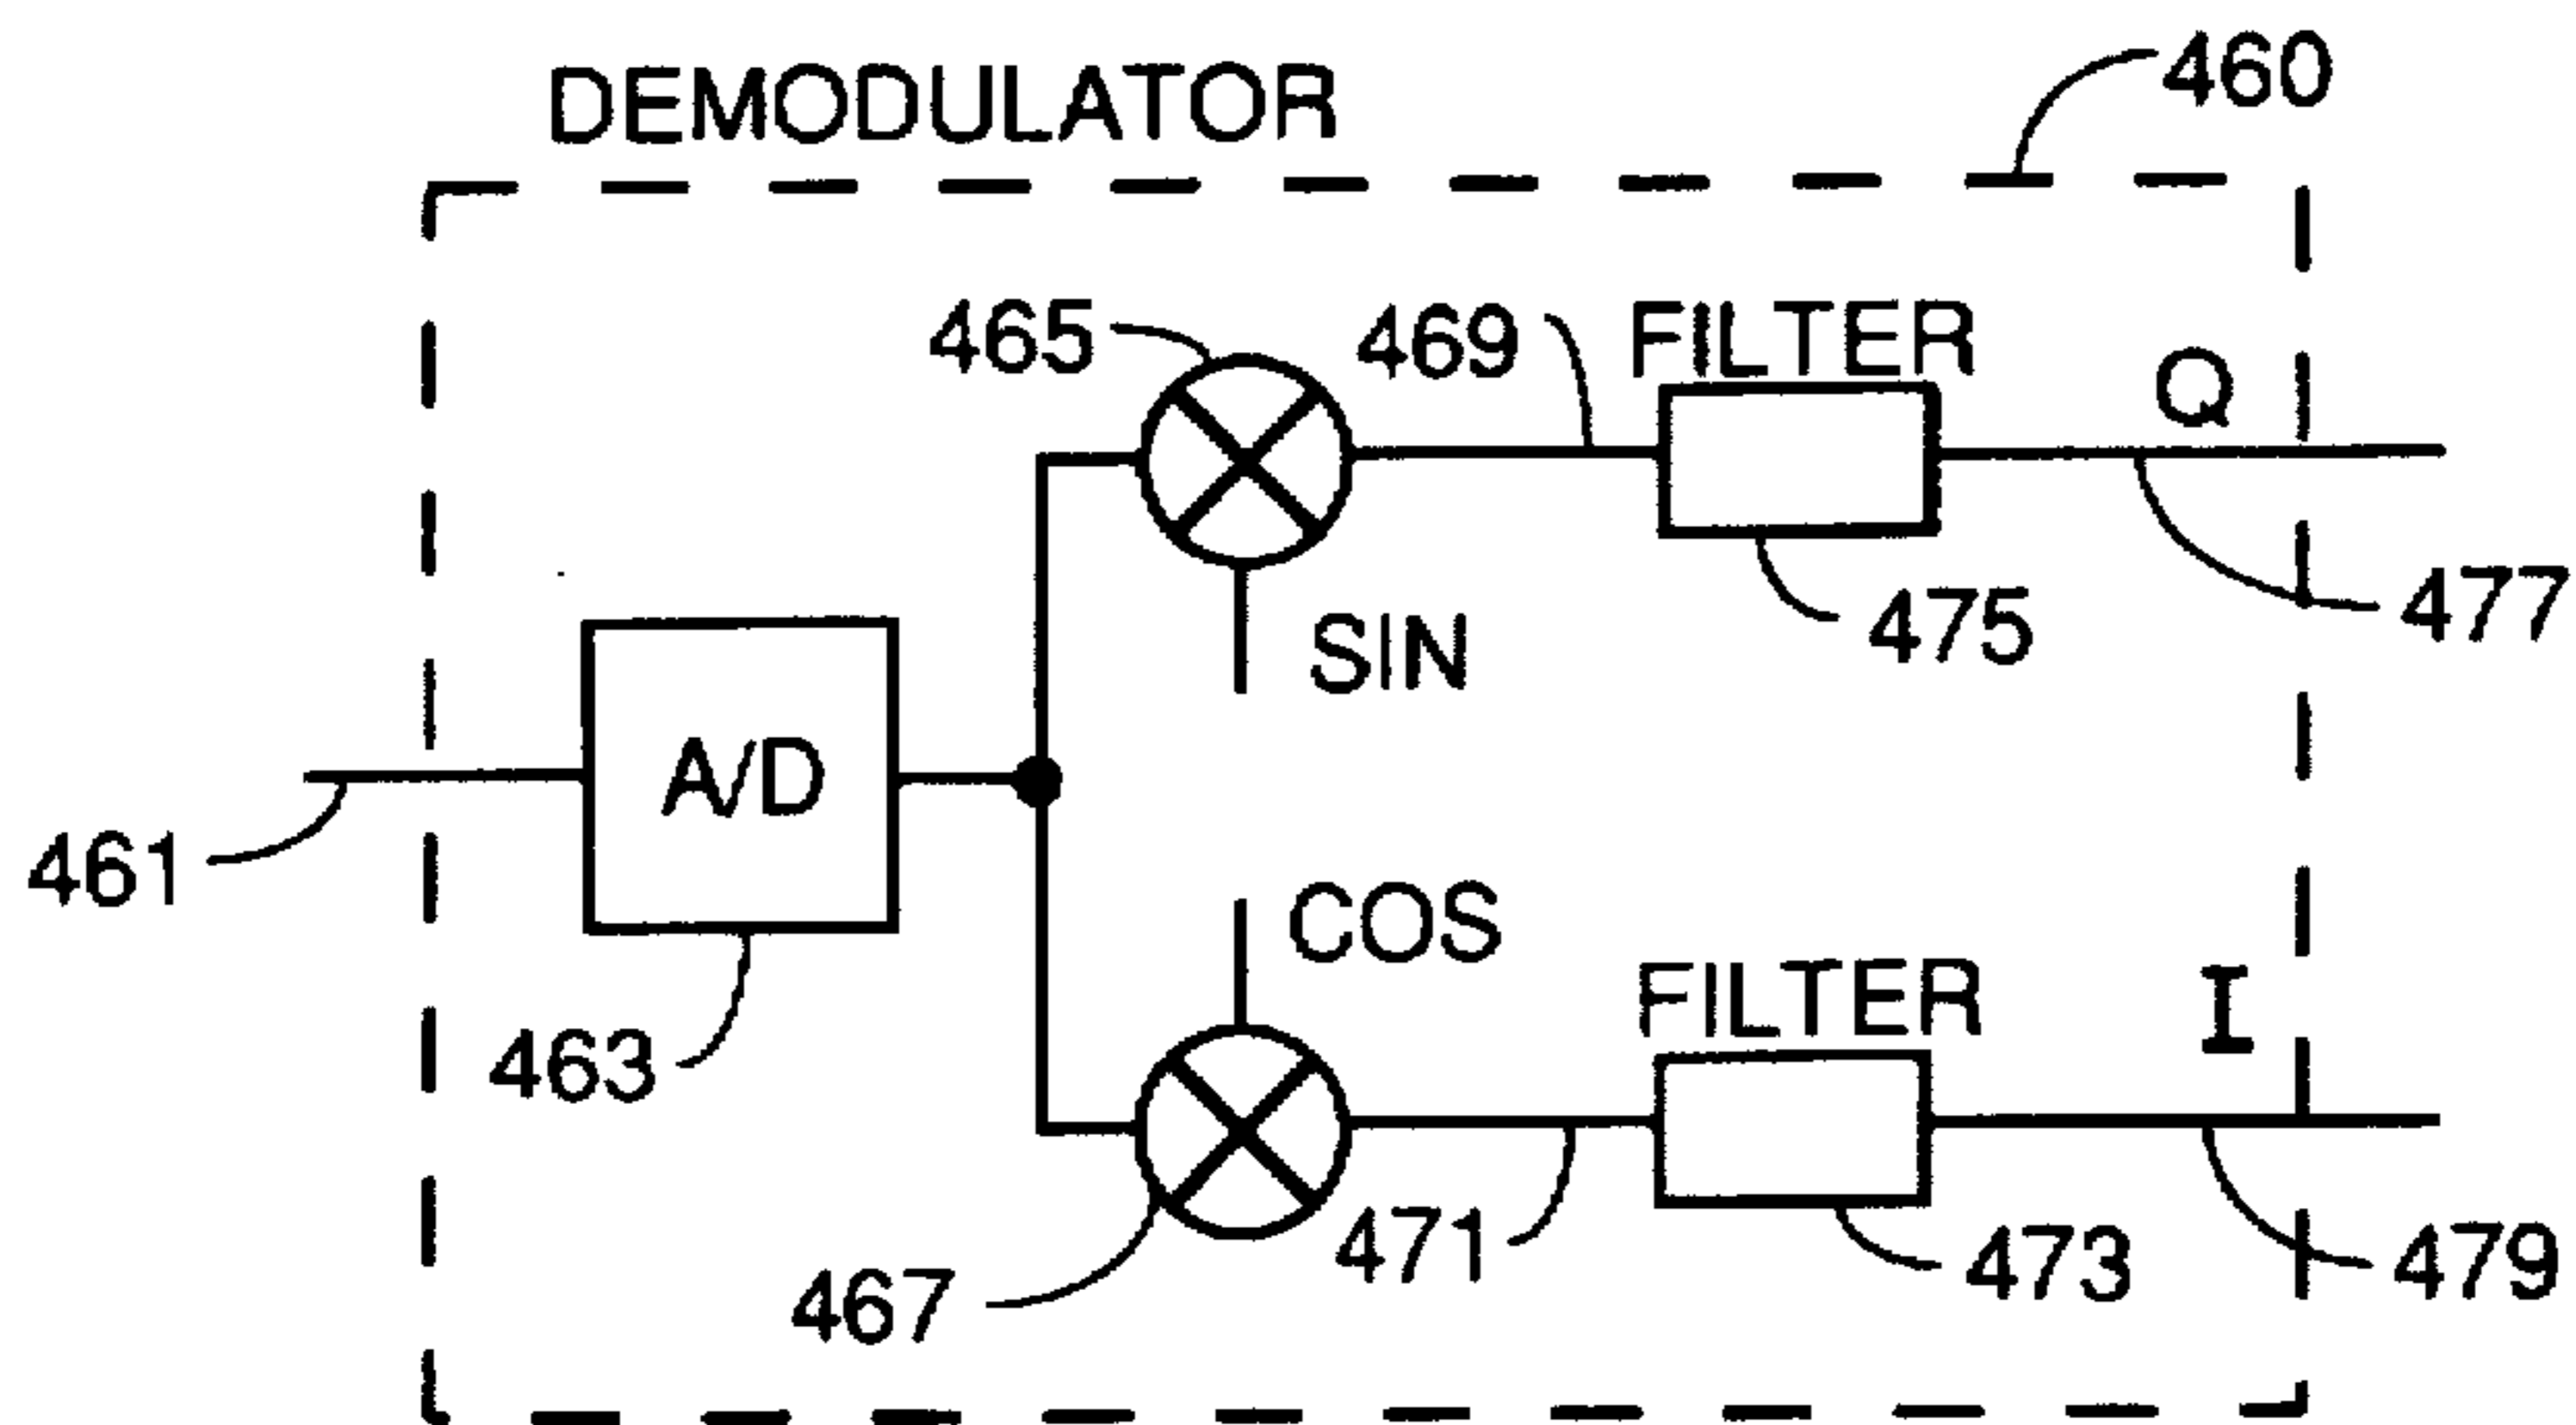 460
DEMODULATOR
465
469
FILTER
Q
SIN
475
477
A/D
461
COS
FILTER
I
463
471
473
479
467